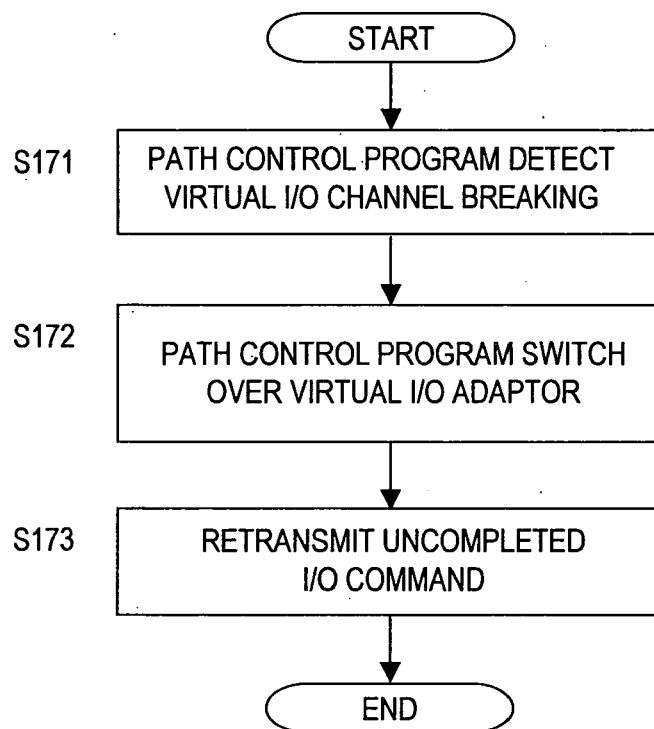 START
S171
PATH CONTROL PROGRAM DETECT
VIRTUAL I/O CHANNEL BREAKING
S172
PATH CONTROL PROGRAM SWITCH
OVER VIRTUAL I/O ADAPTOR
S173
RETRANSMIT UNCOMPLETED
I/O COMMAND
END